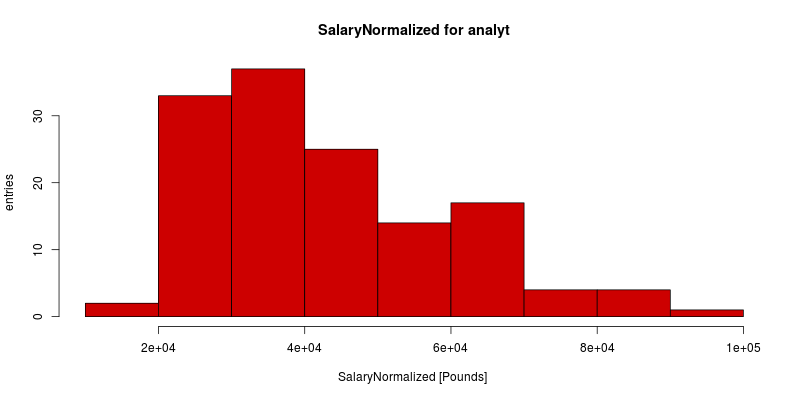 SalaryNormalized for analyt
entries
30
20
10
0
2e+04 4e+04 6e+04 8e+04 1e+05
SalaryNormalized [Pounds]